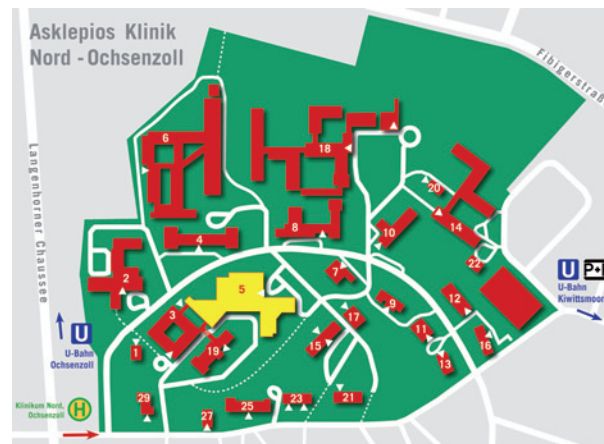 Asklepios Klinik
Nord - Ochsenzoll
Fibigerstraß
Langenhorner Chaussee
6
18
20
4
8
10
14
2
7
22
5
U P+
U-Bahn
Kiwittsmoor
3
9
12
17
11
U
U-Bahn
Ochsenzoll
1
19
15
16
13
Klinikum Nord,
Ochsenzoll
H
29
27
25
23
21